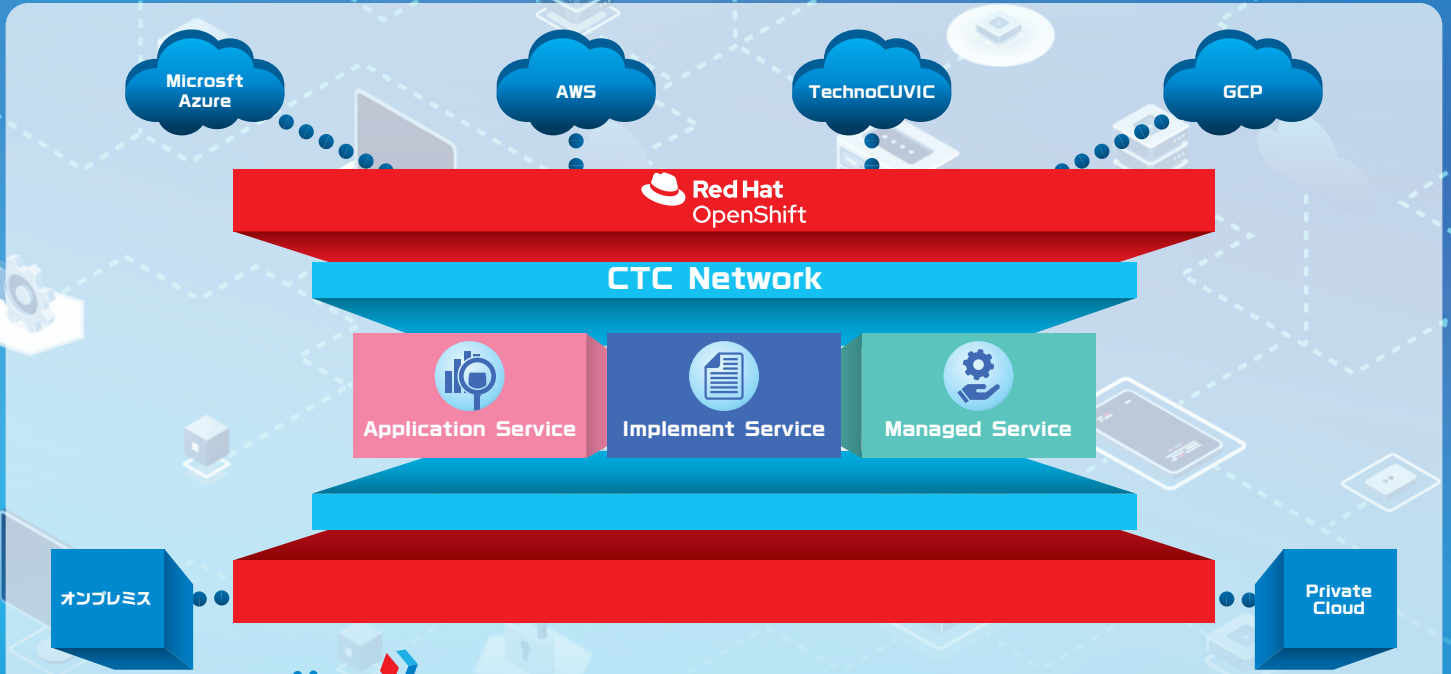 Microsft
Azure
AWS
TechnoCUVIC
GCP
Red Hat
OpenShift
CTC Network
Application Service
Implement Service
Managed Service
オンプレミス
Private
Cloud